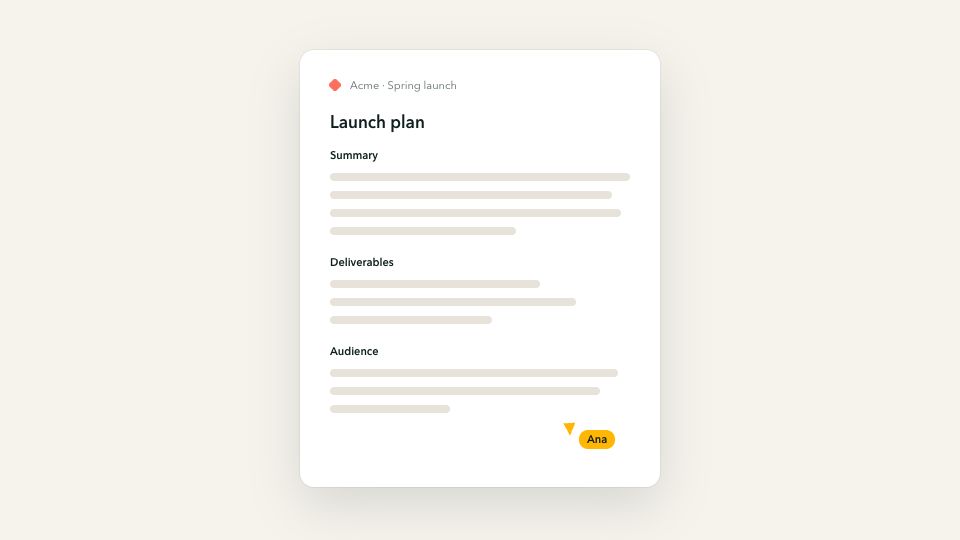 Acme · Spring launch
Launch plan
Summary
Deliverables
Audience
Ana